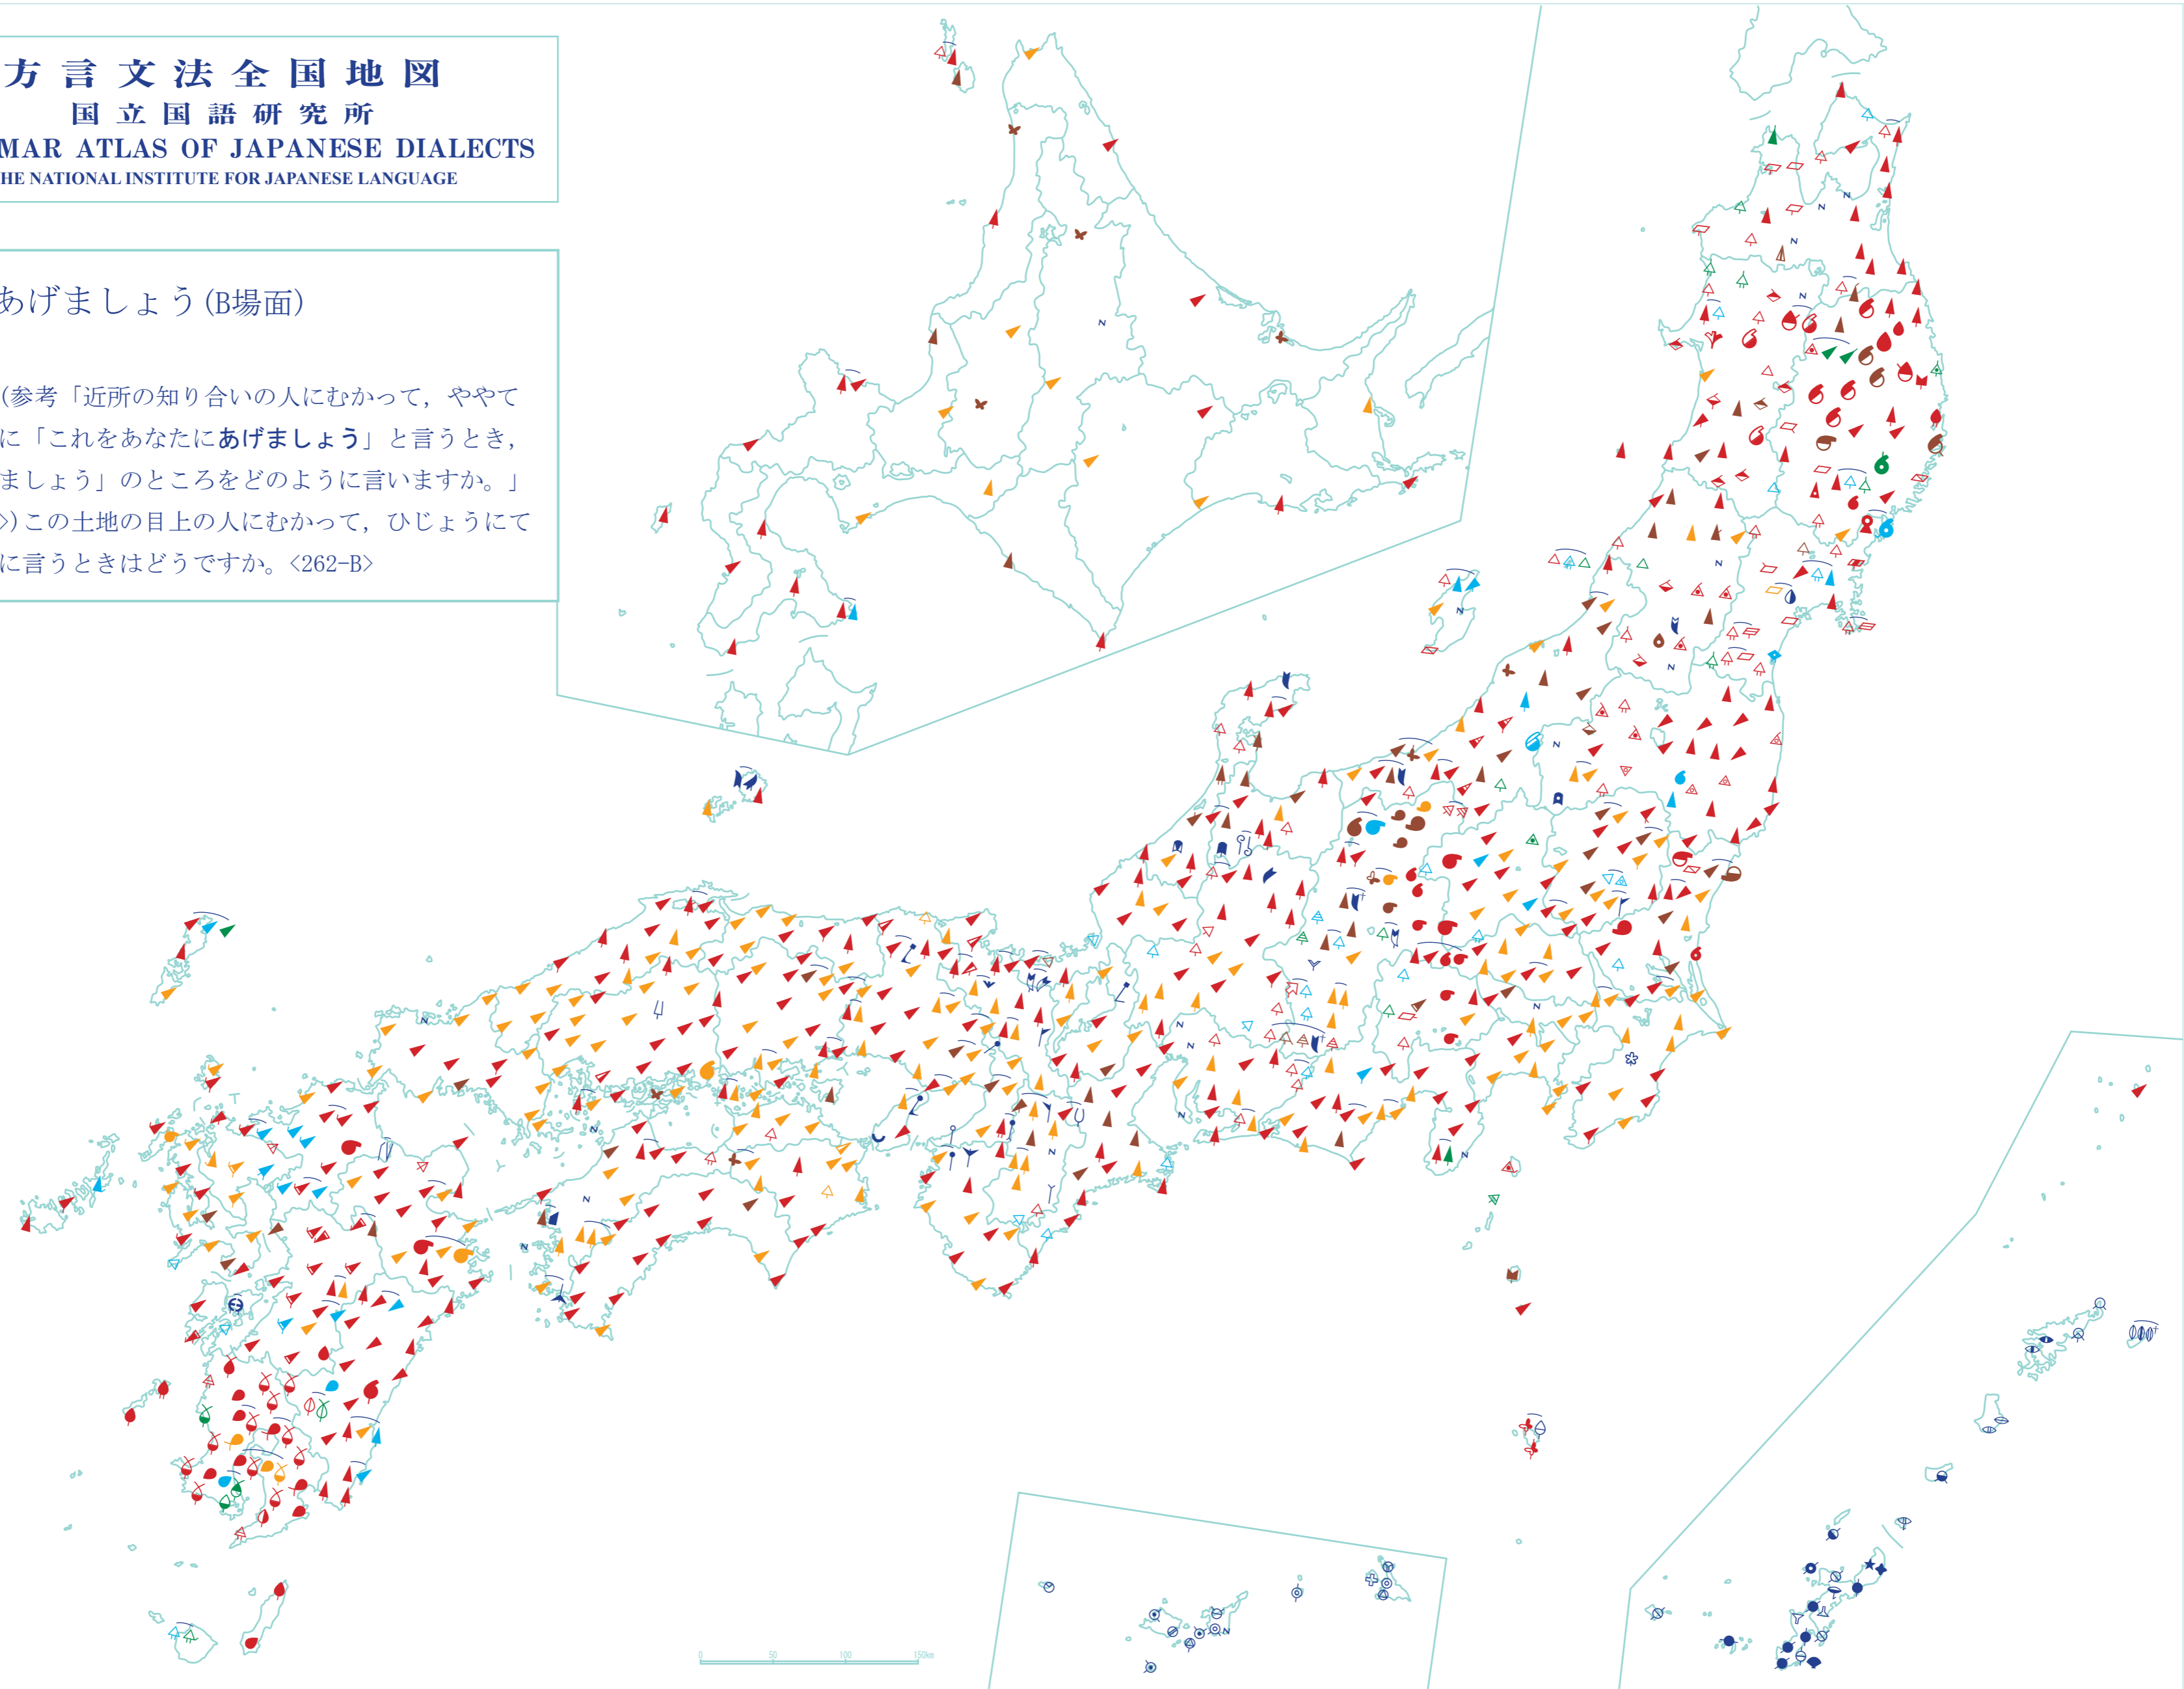 方言文法全国地図
国立国語研究所
MAR ATLAS OF JAPANESE DIALECTS
HE NATIONAL INSTITUTE FOR JAPANESE LANGUAGE
あげましょう(B場面)
(参考「近所の知り合いの人にむかって,ややて
に「これをあなたにあげましょう」と言うとき,
ましょう」のところをどのように言いますか。」
>)この土地の目上の人にむかって,ひじょうにて
に言うときはどうですか。<262-B>
0 50 100 150km